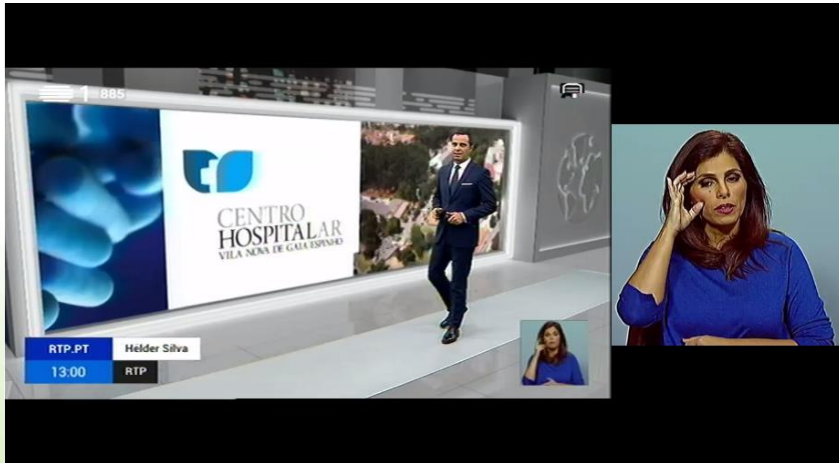 1 885
CENTRO
HOSPITALAR
VILA NOVA DE GAIA ESPINHO
RTP.PT
Hélder Silva
13:00
RTP